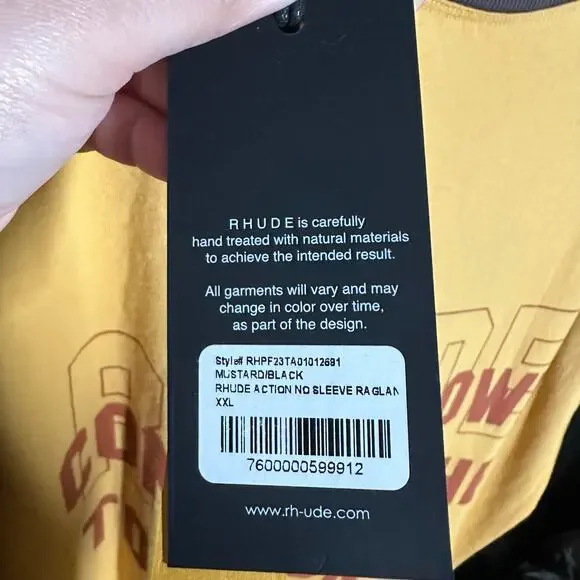 RHUDE is carefully
hand treated with natural materials
to achieve the intended result.
All garments will vary and may
change in color over time,
as part of the design.
Style# RHPF23TA01012691
MUSTARD/BLACK
RHUDE ACTION NO SLEEVE RAGLAN
XXL
7600000599912
www.rh-ude.com